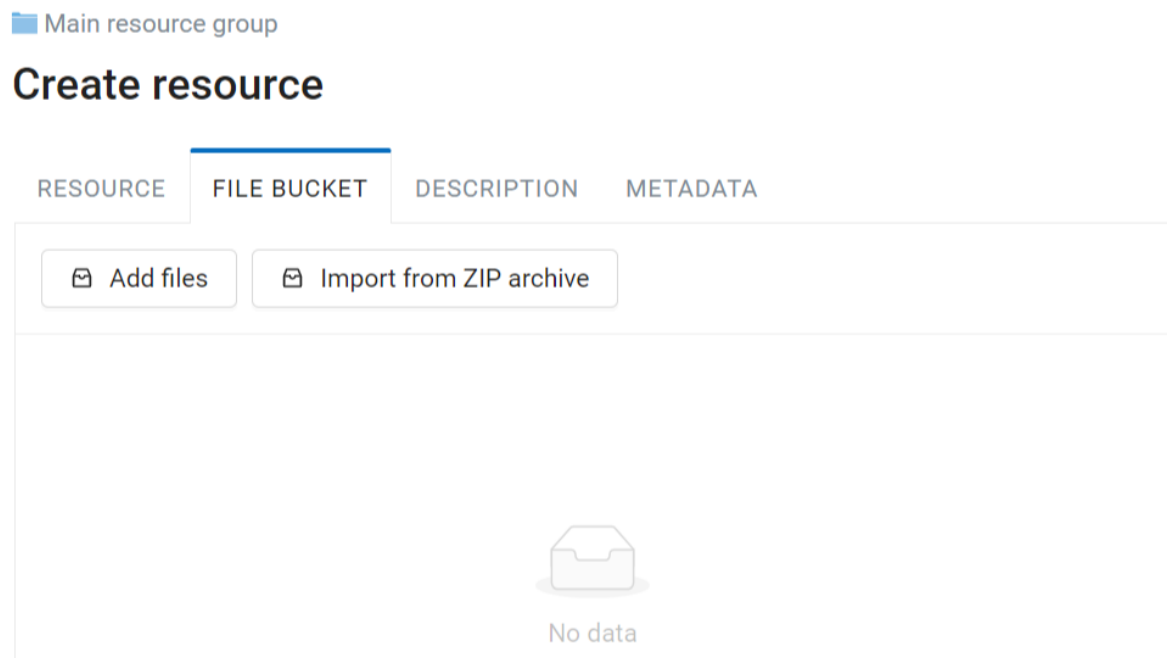 Main resource group
Create resource
RESOURCE FILE BUCKET DESCRIPTION METADATA
Add files Import from ZIP archive
No data